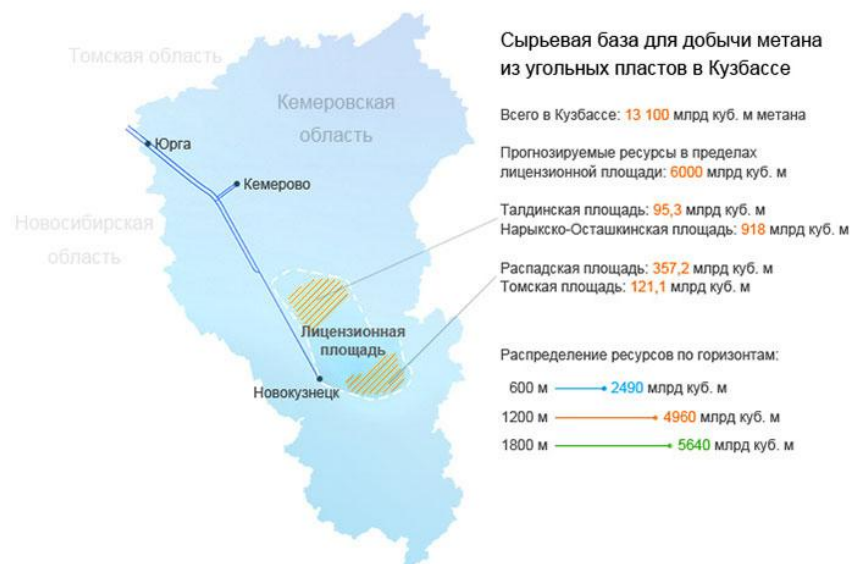 Томская область
Кемеровская
область
Юрга
Кемерово
Новосибирская
область
Лицензионная
площадь
Новокузнецк
Сырьевая база для добычи метана
из угольных пластов в Кузбассе
Всего в Кузбассе: 13 100 млрд куб. м метана
Прогнозируемые ресурсы в пределах
лицензионной площади: 6000 млрд куб. м
Талдинская площадь: 95,3 млрд куб. м
Нарыкско-Осташкинская площадь: 918 млрд куб. м
Распадская площадь: 357,2 млрд куб. м
Томская площадь: 121,1 млрд куб. м
Распределение ресурсов по горизонтам:
600 м 2490 млрд куб. м
1200 м 4960 млрд куб. м
1800 м 5640 млрд куб. м